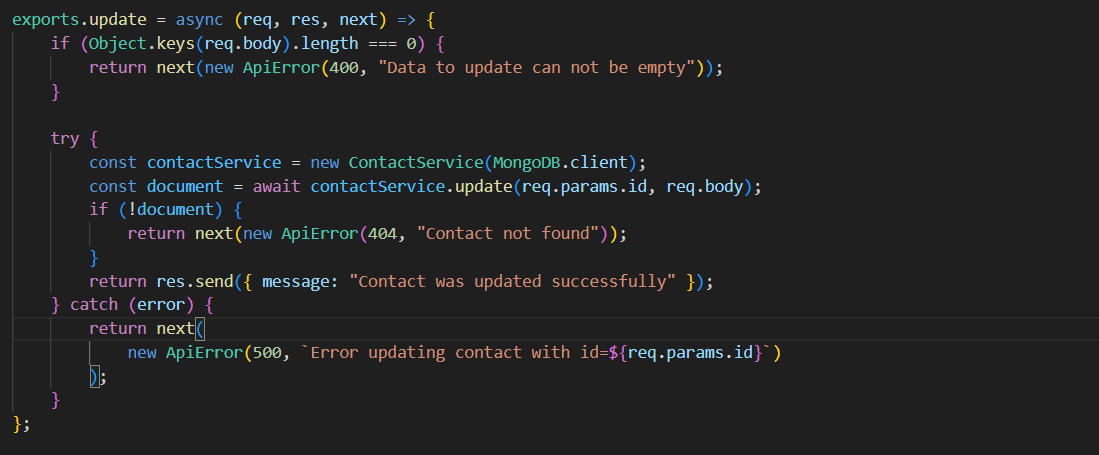 exports.update = async (req, res, next) => {
    if (Object.keys(req.body).length === 0) {
        return next(new ApiError(400, "Data to update can not be empty"));
    }

    try {
        const contactService = new ContactService(MongoDB.client);
        const document = await contactService.update(req.params.id, req.body);
        if (!document) {
            return next(new ApiError(404, "Contact not found"));
        }
        return res.send({ message: "Contact was updated successfully" });
    } catch (error) {
        return next(
            new ApiError(500, `Error updating contact with id=${req.params.id}`)
        );
    }
};